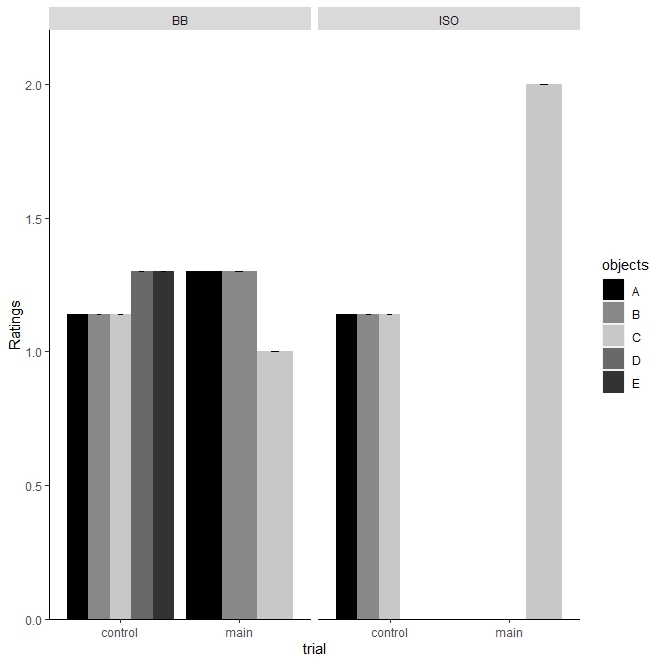 BB
ISO
Ratings
2.0
1.5
1.0
0.5
0.0
control
main
control
main
trial
objects
A
B
C
D
E